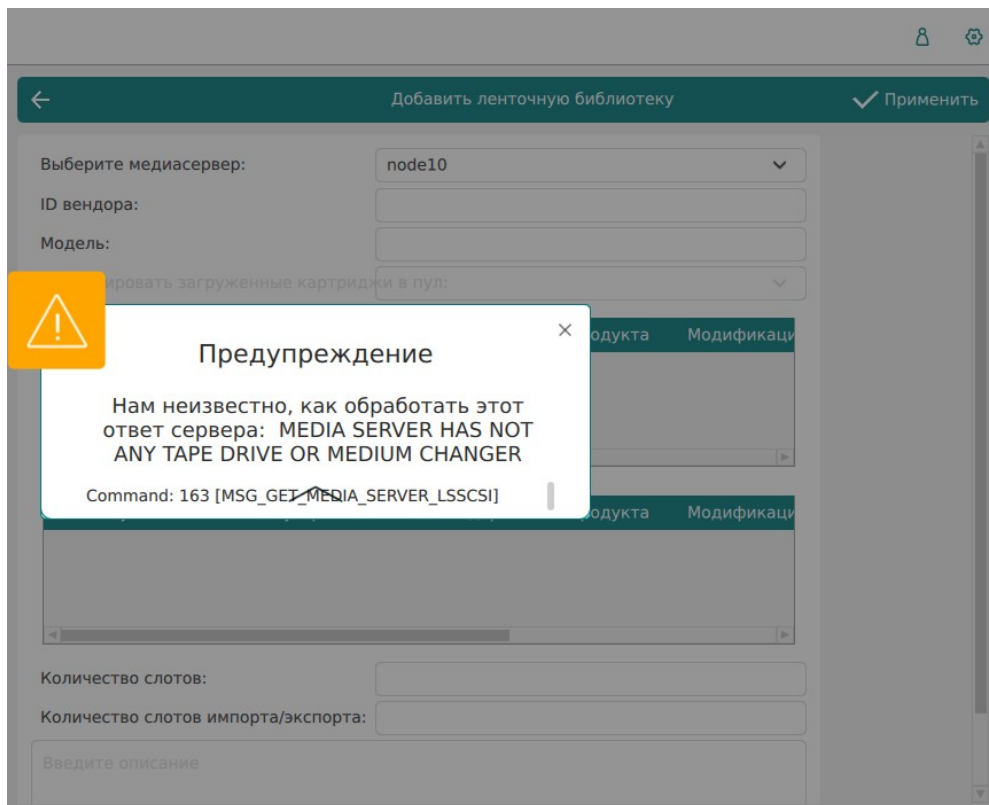 Добавить ленточную библиотеку
Применить
Выберите медиасервер:
node10
ID вендора:
Модель:
ировать загруженные картриджи в пул:
одукта
Модификаци
Предупреждение
Нам неизвестно, как обработать этот
ответ сервера: MEDIA SERVER HAS NOT
ANY TAPE DRIVE OR MEDIUM CHANGER
Command: 163 [MSG_GET_MEDIA_SERVER_LSSCSI]
одукта
Модификаци
Количество слотов:
Количество слотов импорта/экспорта:
Введите описание